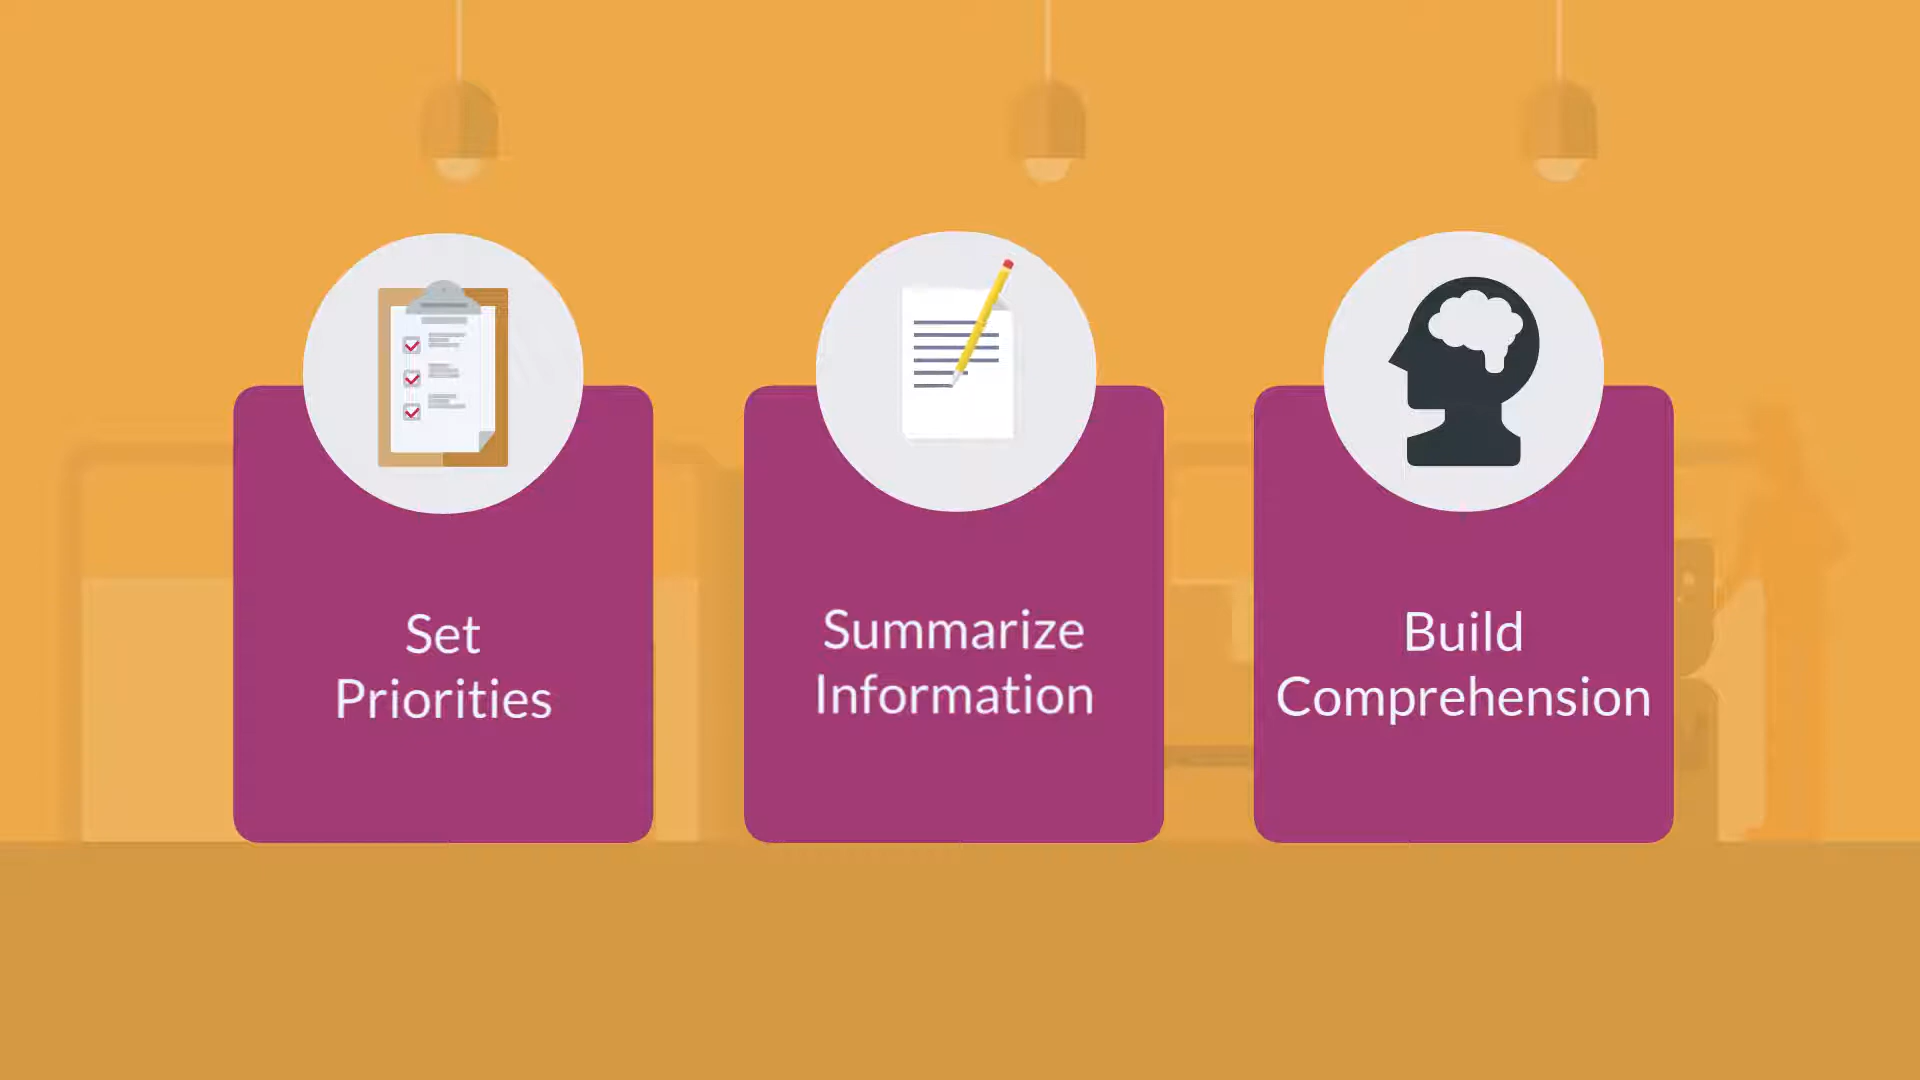 Set
Priorities
Summarize
Information
Build
Comprehension